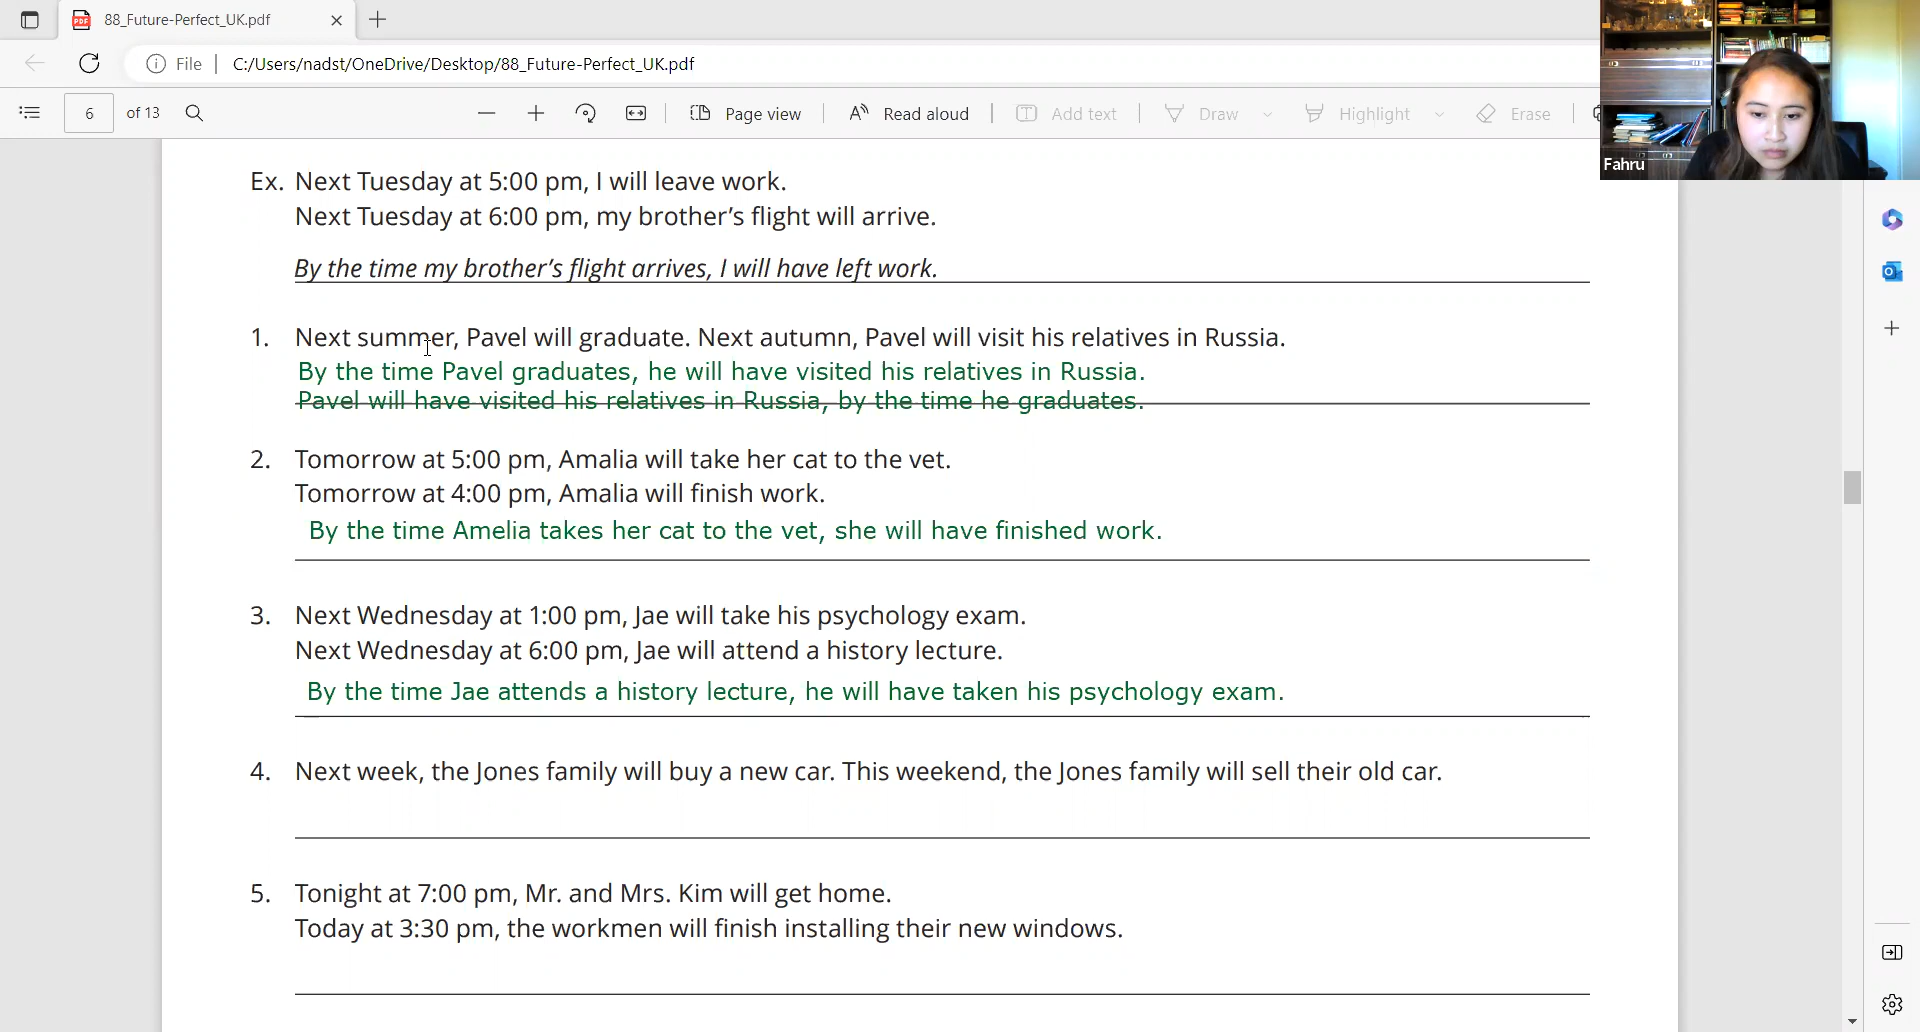 88_Future-Perfect_UK.pdf
File
C:/Users/nadst/OneDrive/Desktop/88_Future-Perfect_UK.pdf
6 of 13
Page view
Read aloud
Add text
Draw
Highlight
Erase
Fahru
Ex. Next Tuesday at 5:00 pm, I will leave work.
Next Tuesday at 6:00 pm, my brother's flight will arrive.
By the time my brother's flight arrives, I will have left work.
1. Next summer, Pavel will graduate. Next autumn, Pavel will visit his relatives in Russia.
By the time Pavel graduates, he will have visited his relatives in Russia.
Pavel will have visited his relatives in Russia, by the time he graduates.
2. Tomorrow at 5:00 pm, Amalia will take her cat to the vet.
Tomorrow at 4:00 pm, Amalia will finish work.
By the time Amelia takes her cat to the vet, she will have finished work.
3. Next Wednesday at 1:00 pm, Jae will take his psychology exam.
Next Wednesday at 6:00 pm, Jae will attend a history lecture.
By the time Jae attends a history lecture, he will have taken his psychology exam.
4. Next week, the Jones family will buy a new car. This weekend, the Jones family will sell their old car.
5. Tonight at 7:00 pm, Mr. and Mrs. Kim will get home.
Today at 3:30 pm, the workmen will finish installing their new windows.